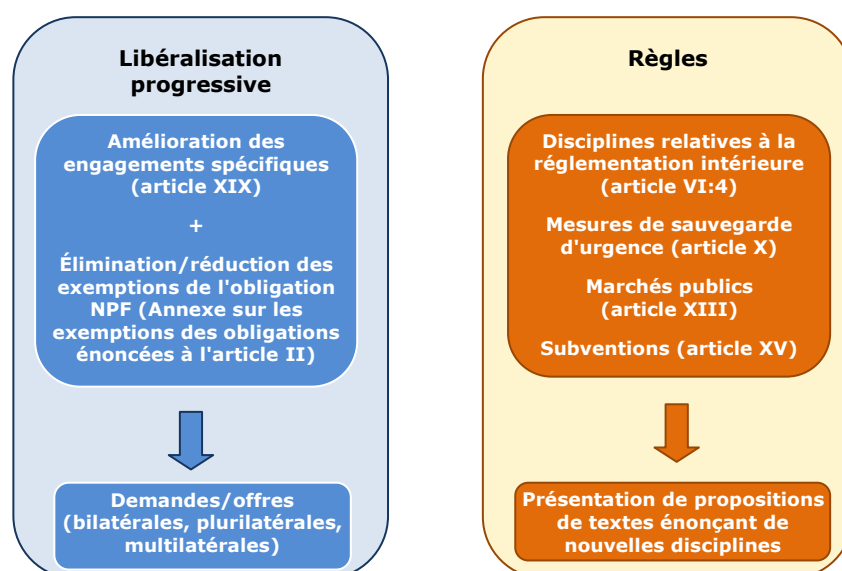 Libéralisation
progressive
Amélioration des
engagements spécifiques
(article XIX)
+
Élimination/réduction des
exemptions de l'obligation
NPF (Annexe sur les
exemptions des obligations
énoncées à l'article II)
Demandes/offres
(bilatérales, plurilatérales,
multilatérales)
Règles
Disciplines relatives à la
réglementation intérieure
(article VI:4)
Mesures de sauvegarde
d'urgence (article X)
Marchés publics
(article XIII)
Subventions (article XV)
Présentation de propositions
de textes énonçant de
nouvelles disciplines